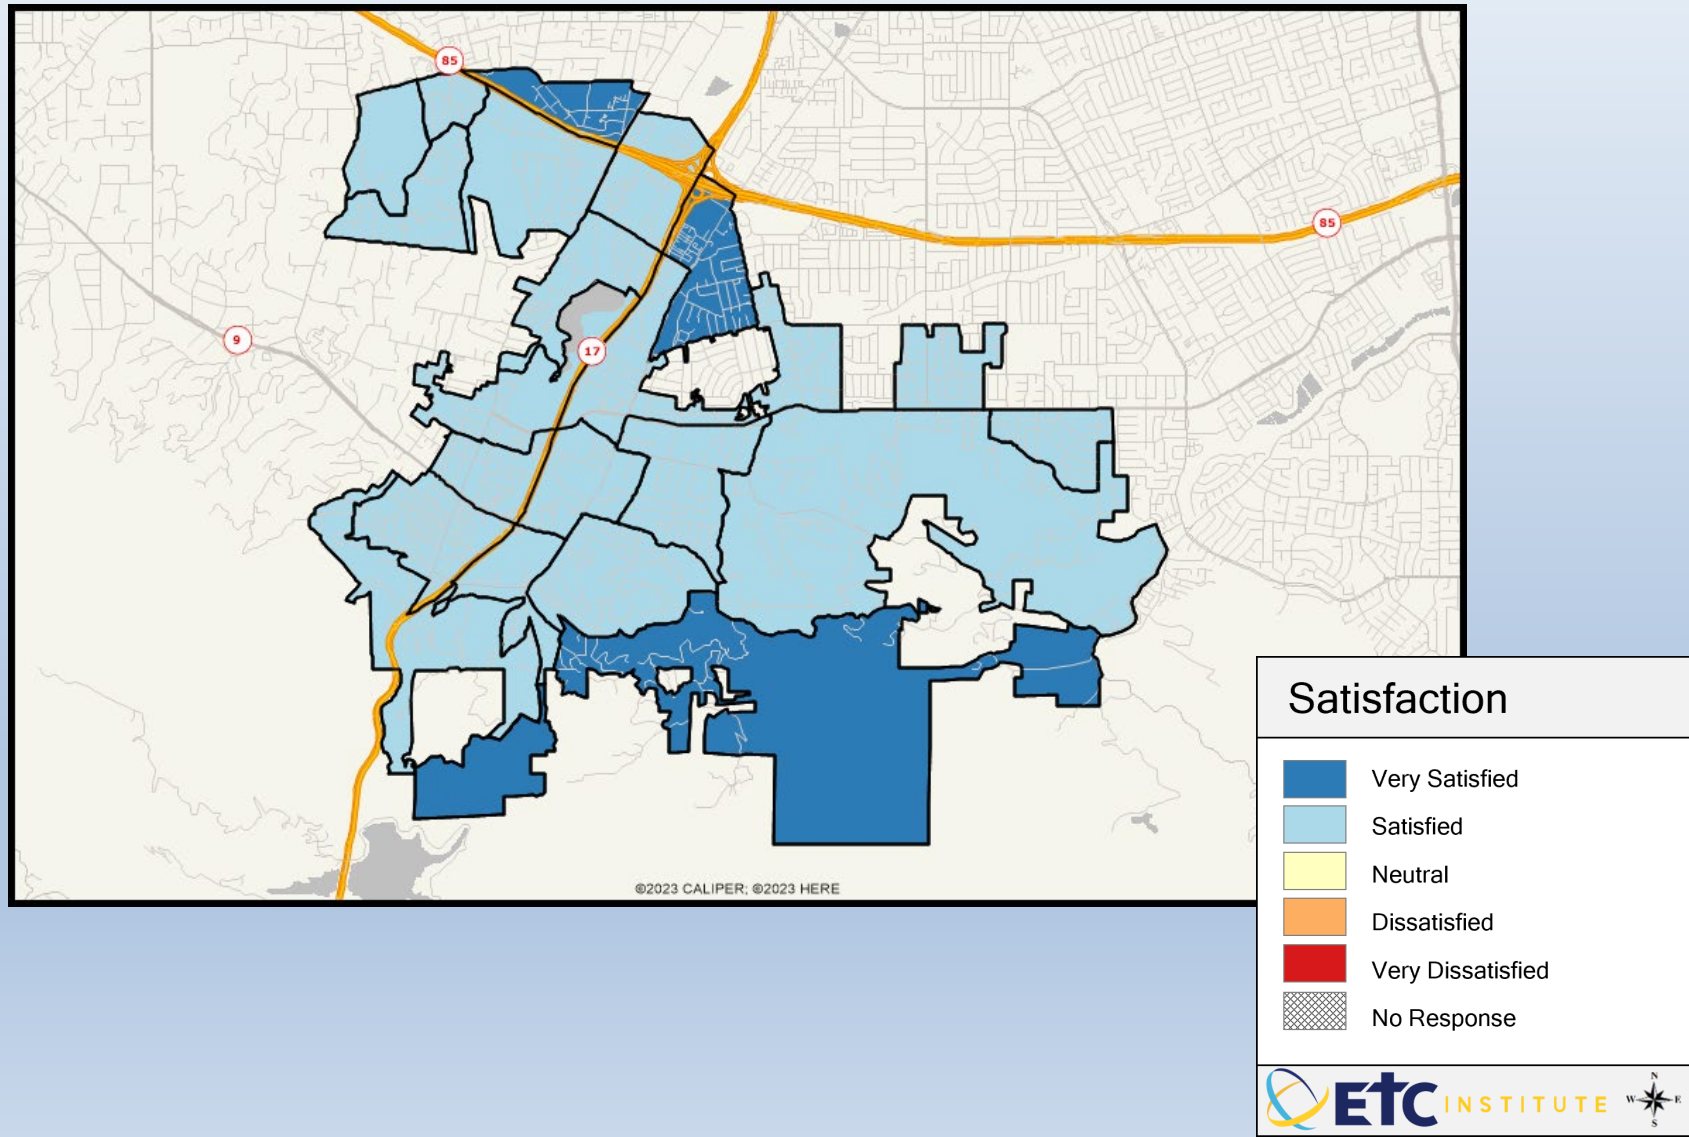 85
85
9
17
©2023 CALIPER; ©2023 HERE
Satisfaction
Very Satisfied
Satisfied
Neutral
Dissatisfied
Very Dissatisfied
No Response
ETC INSTITUTE
N
W E
S